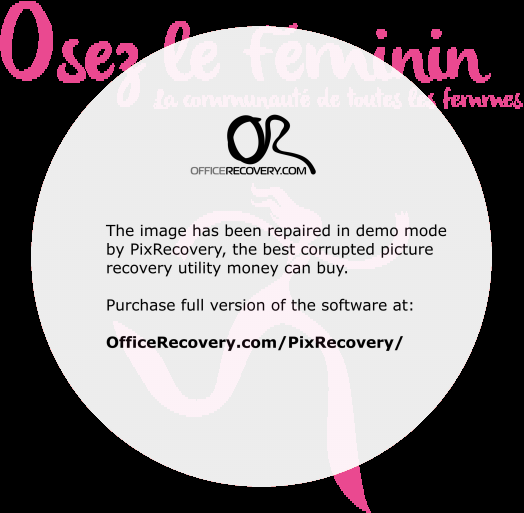 Osez le Féminin
La communauté de toutes les femmes
OR
OFFICERECOVERY.COM
The image has been repaired in demo mode
by PixRecovery, the best corrupted picture
recovery utility money can buy.
Purchase full version of the software at:
OfficeRecovery.com/PixRecovery/